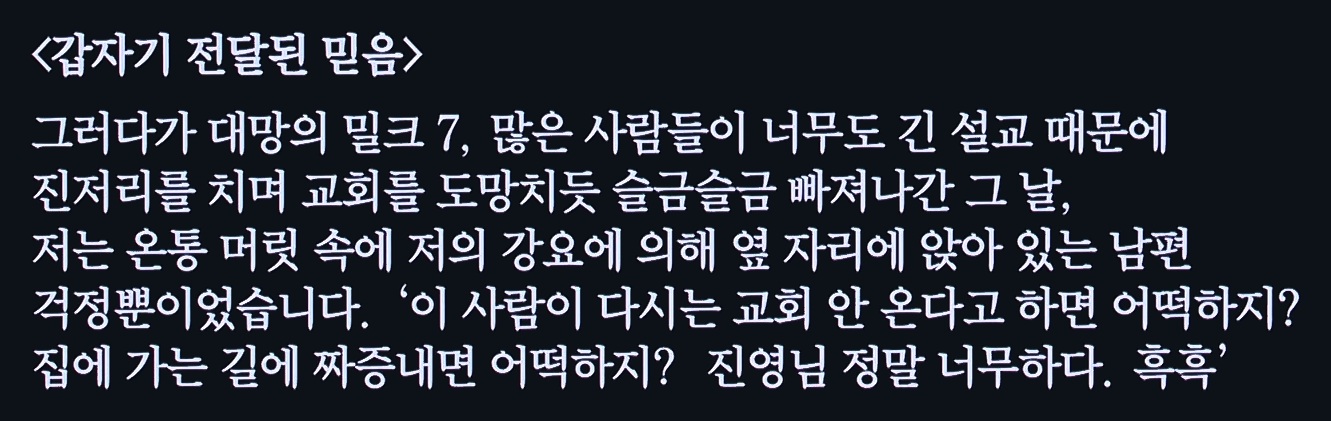 <갑자기 전달된 믿음>
그러다가 대망의 밀크 7, 많은 사람들이 너무도 긴 설교 때문에
진저리를 치며 교회를 도망치듯 슬금슬금 빠져나간 그 날,
저는 온통 머릿 속에 저의 강요에 의해 옆 자리에 앉아 있는 남편
걱정뿐이었습니다. ‘이 사람이 다시는 교회 안 온다고 하면 어떡하지?
집에 가는 길에 짜증내면 어떡하지? 진영님 정말 너무하다. 흑흑’